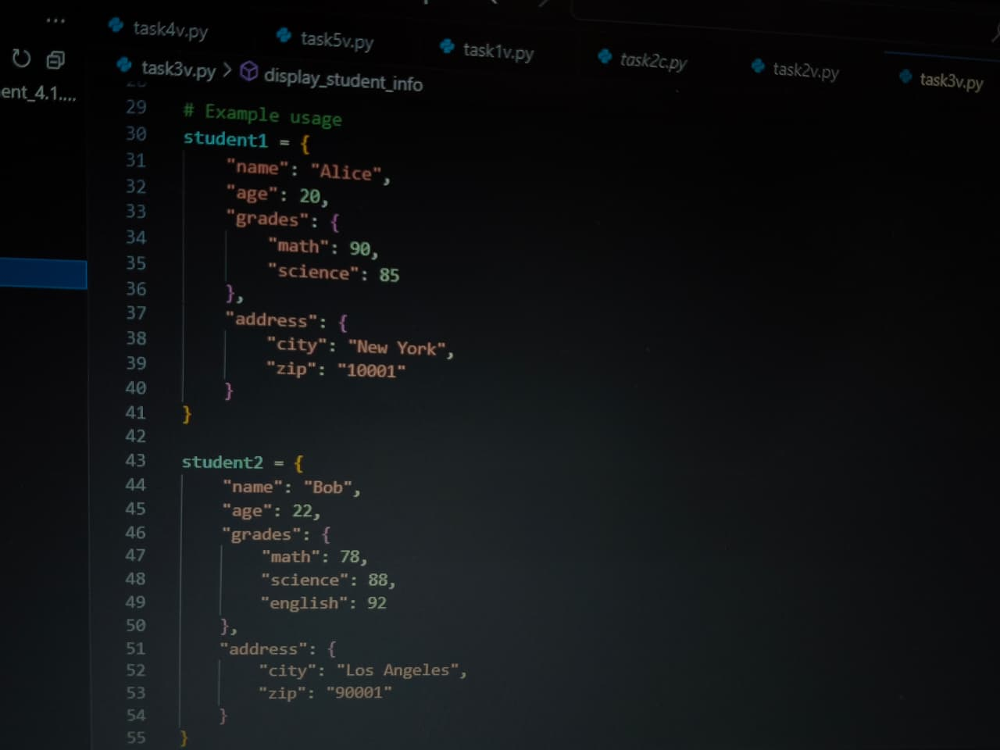 ...
task4v.py
task5v.py
task1v.py
task2c.py
task2v.py
task3v.py
task3v.py > display_student_info
ent_4.1....
29 # Example usage
30 student1 = {
31 "name": "Alice",
32 "age": 20,
33 "grades": {
34 "math": 90,
35 "science": 85
36 },
37 "address": {
38 "city": "New York",
39 "zip": "10001"
40 }
41 }
42
43 student2 = {
44 "name": "Bob",
45 "age": 22,
46 "grades": {
47 "math": 78,
48 "science": 88,
49 "english": 92
50 },
51 "address": {
52 "city": "Los Angeles",
53 "zip": "90001"
54 }
55 }